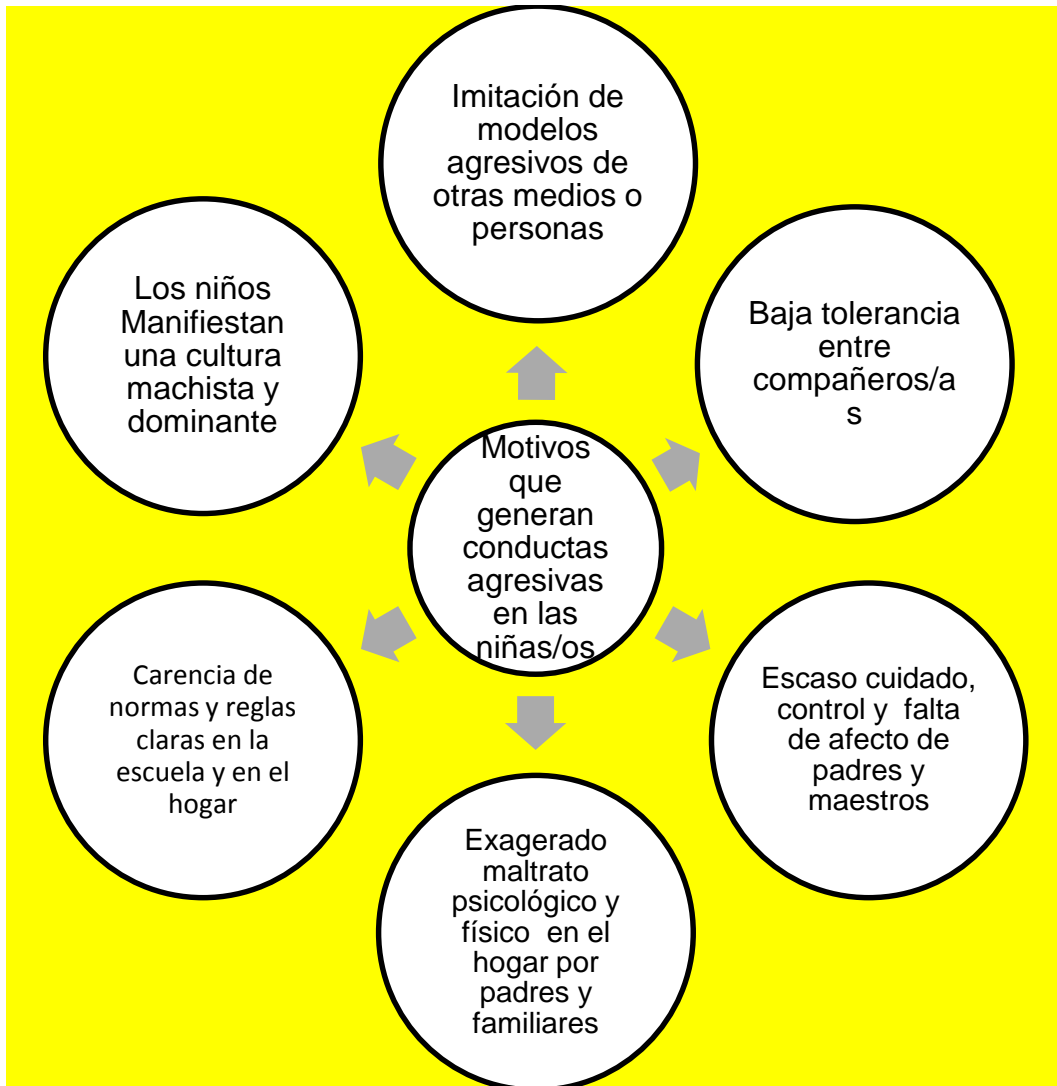 Imitación de
modelos
agresivos de
otras medios o
personas
Baja tolerancia
entre
compañeros/a
s
Escaso cuidado,
control y  falta
de afecto de
padres y
maestros
Exagerado
maltrato
psicológico y
físico  en el
hogar por
padres y
familiares
Carencia de
normas y reglas
claras en la
escuela y en el
hogar
Los niños
Manifiestan
una cultura
machista y
dominante
Motivos
que
generan
conductas
agresivas
en las
niñas/os